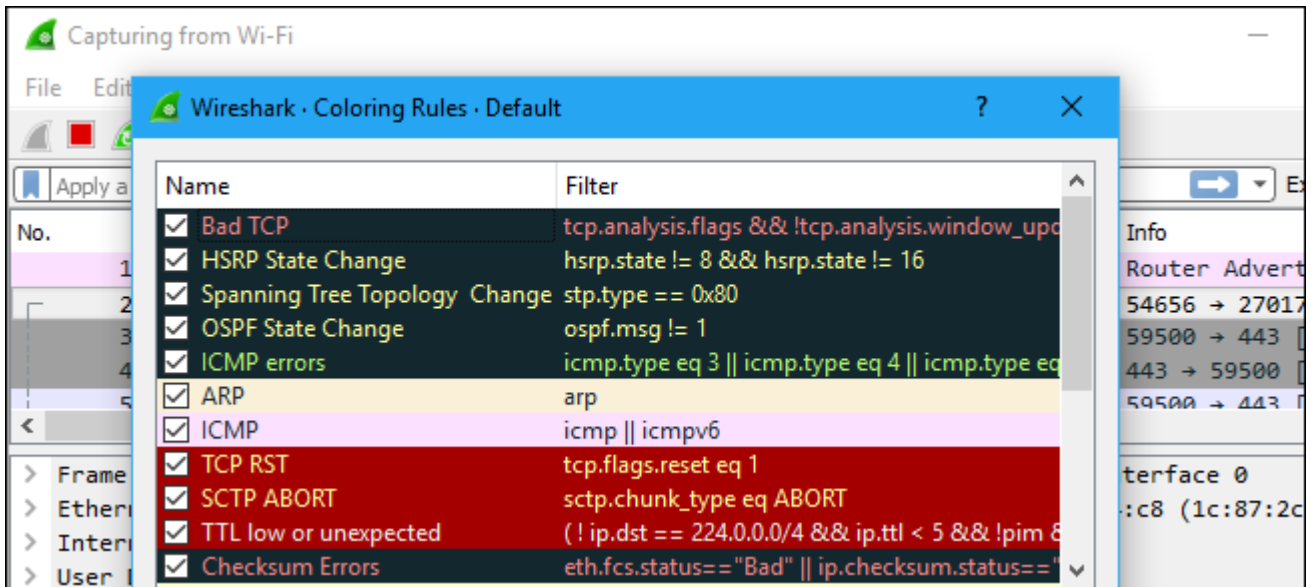 Capturing from Wi-Fi
File Edit
Wireshark · Coloring Rules · Default ?
Apply a
Name Filter
No. Info
Bad TCP tcp.analysis.flags && !tcp.analysis.window_upd
1 HSRP State Change hsrp.state != 8 && hsrp.state != 16 Router Advert
2 Spanning Tree Topology Change stp.type == 0x80 54656 → 27017
3 OSPF State Change ospf.msg != 1 59500 → 443 [
4 ICMP errors icmp.type eq 3 || icmp.type eq 4 || icmp.type eq 443 → 59500 [
5 ARP arp 59500 → 443 [
ICMP icmp || icmpv6
Frame TCP RST tcp.flags.reset eq 1 terface 0
Ether SCTP ABORT sctp.chunk_type eq ABORT :c8 (1c:87:2c
Inter TTL low or unexpected ( ! ip.dst == 224.0.0.0/4 && ip.ttl < 5 && !pim &
User Checksum Errors eth.fcs.status=="Bad" || ip.checksum.status=="